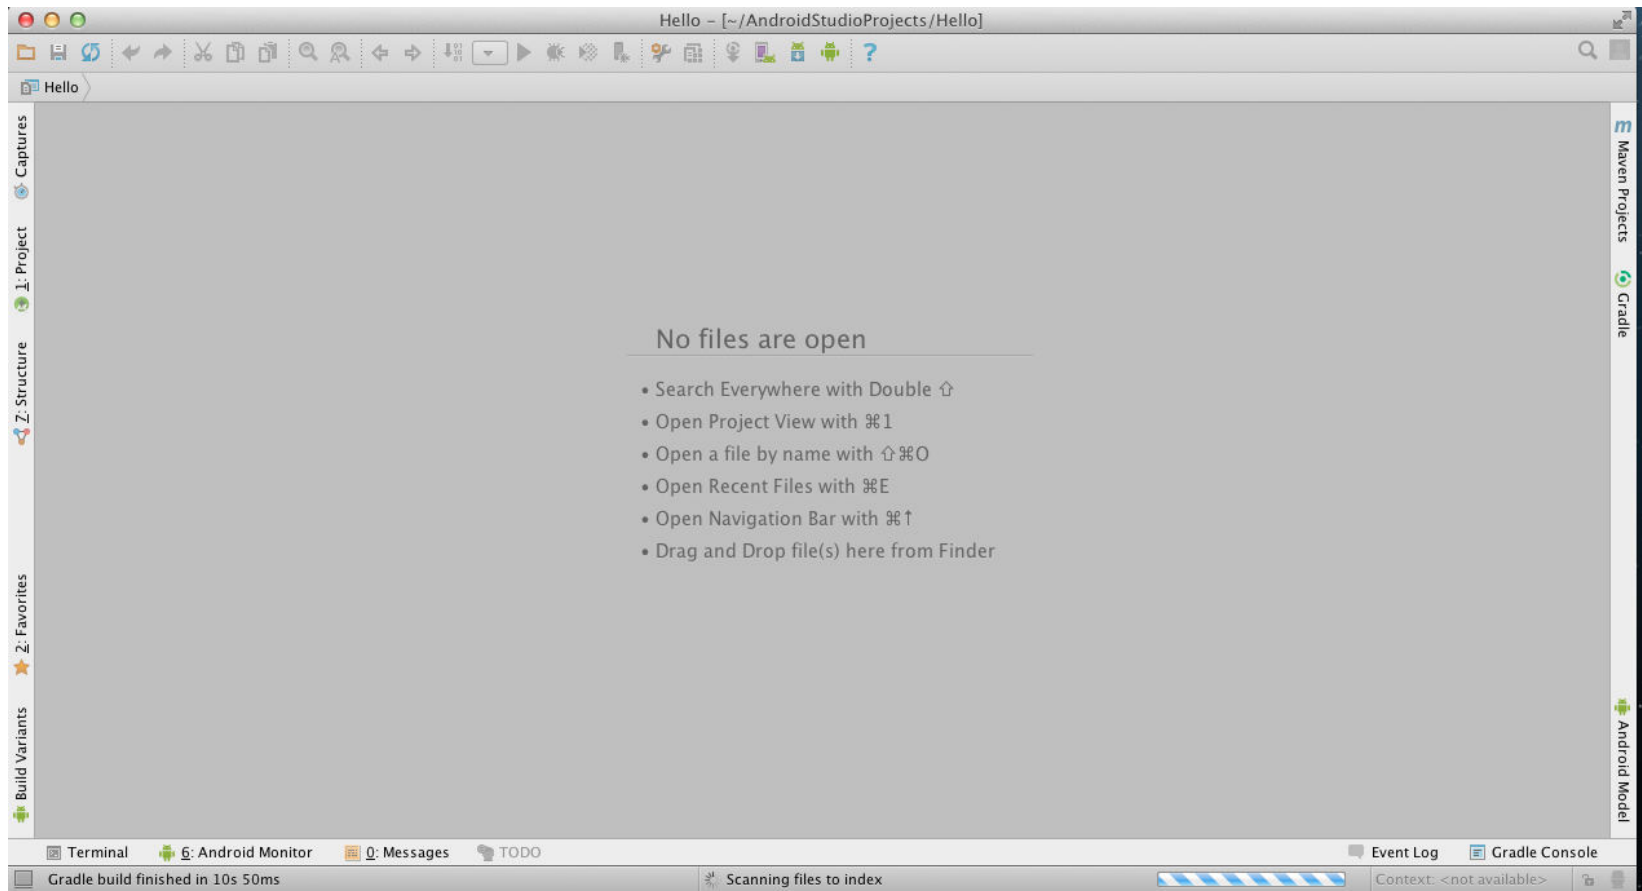 Hello – [~/AndroidStudioProjects/Hello]
Hello
Captures
1: Project
7: Structure
2: Favorites
Build Variants
No files are open
• Search Everywhere with Double ⇧
• Open Project View with ⌘1
• Open a file by name with ⇧⌘O
• Open Recent Files with ⌘E
• Open Navigation Bar with ⌘↑
• Drag and Drop file(s) here from Finder
m Maven Projects
Gradle
Android Model
Terminal 6: Android Monitor 0: Messages TODO Event Log Gradle Console
Gradle build finished in 10s 50ms Scanning files to index Context: <not available>